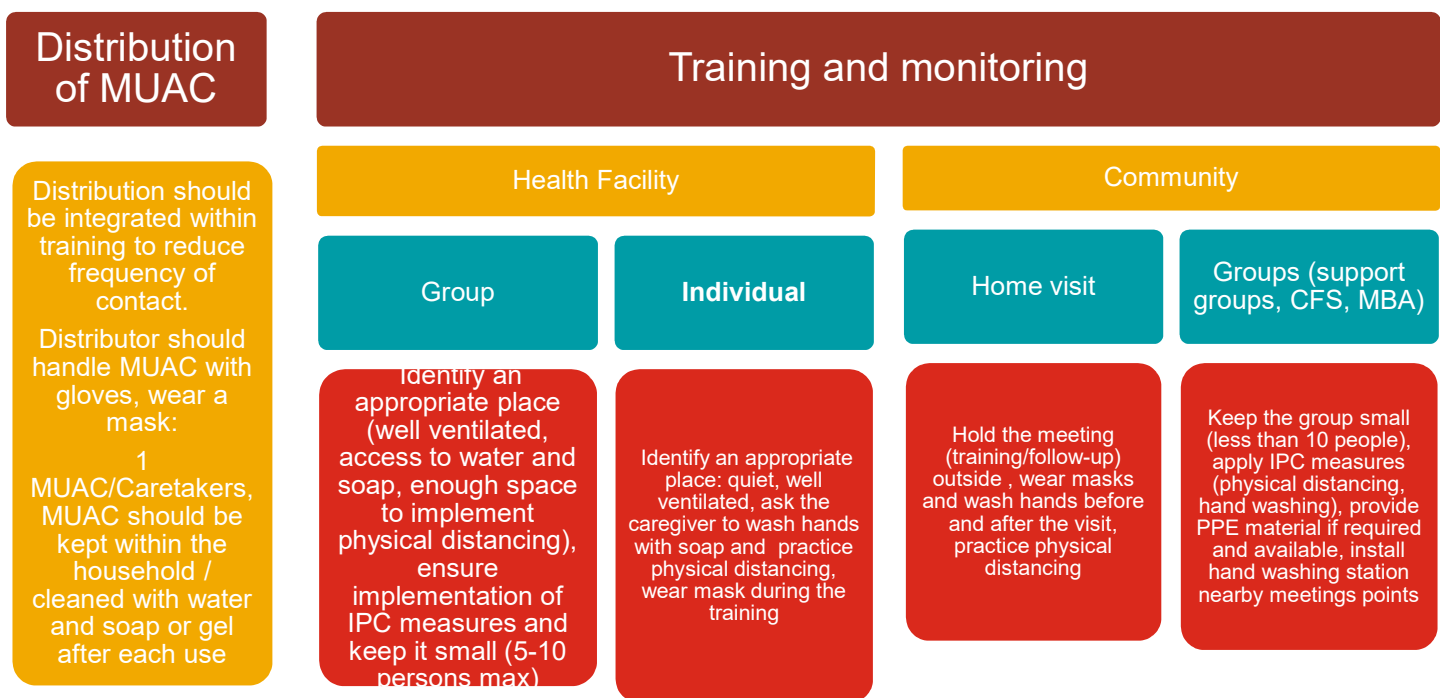 Distribution
of MUAC
Distribution should
be integrated within
training to reduce
frequency of
contact.
Distributor should
handle MUAC with
gloves, wear a
mask:
1
MUAC/Caretakers,
MUAC should be
kept within the
household /
cleaned with water
and soap or gel
after each use
Training and monitoring
Health Facility
Group
Identify an
appropriate place
(well ventilated,
access to water and
soap, enough space
to implement
physical distancing),
ensure
implementation of
IPC measures and
keep it small (5-10
persons max)
Individual
Identify an appropriate
place: quiet, well
ventilated, ask the
caregiver to wash hands
with soap and practice
physical distancing,
wear mask during the
training
Community
Home visit
Hold the meeting
(training/follow-up)
outside , wear masks
and wash hands before
and after the visit,
practice physical
distancing
Groups (support
groups, CFS, MBA)
Keep the group small
(less than 10 people),
apply IPC measures
(physical distancing,
hand washing), provide
PPE material if required
and available, install
hand washing station
nearby meetings points